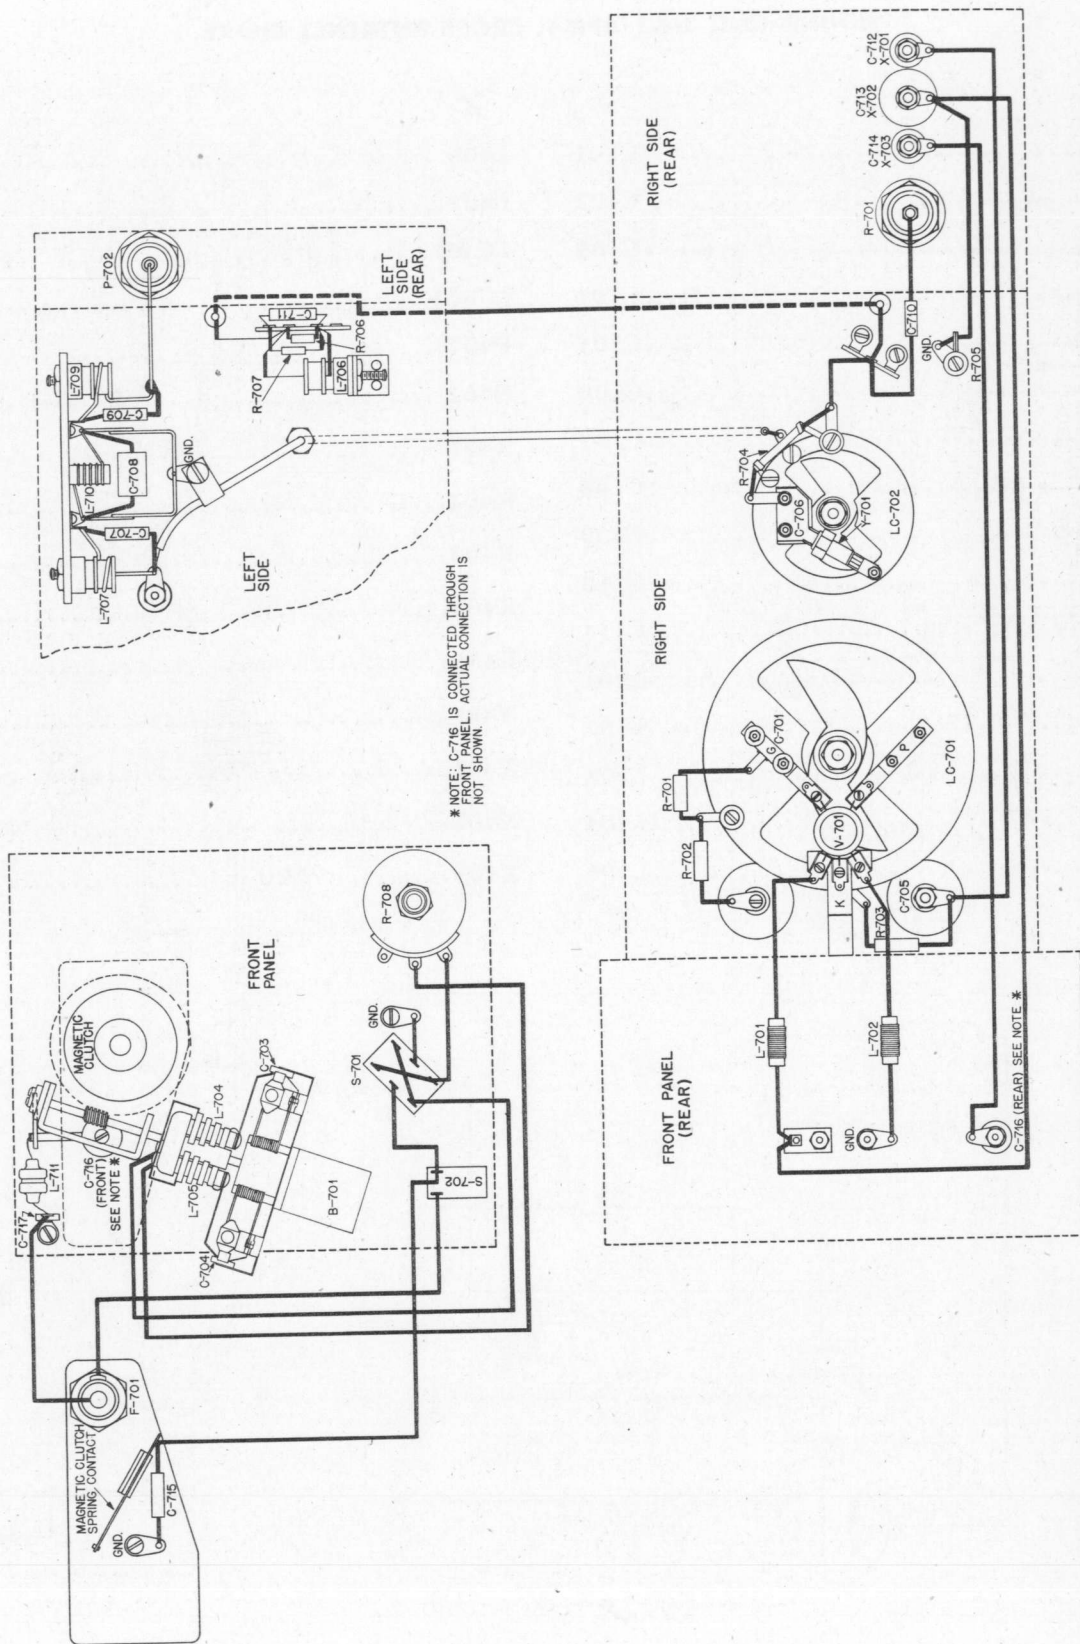 MAGNETIC CLUTCH
SPRING CONTACT
GND.
C-715
F-701
C-717
L-711
C-716
(FRONT)
SEE NOTE *
MAGNETIC
CLUTCH
L-705
L-704
C-704
C-703
B-701
S-702
S-701
GND.
FRONT
PANEL
R-708
L-707
C-707
L-710
C-708
C-709
L-709
GND.
P-702
LEFT
SIDE
LEFT
SIDE
(REAR)
R-707
L-706
R-706
C-711
* NOTE: C-716 IS CONNECTED THROUGH
FRONT PANEL. ACTUAL CONNECTION IS
NOT SHOWN.
FRONT PANEL
(REAR)
L-701
L-702
GND.
C-716 (REAR) SEE NOTE *
RIGHT SIDE
R-702
R-701
G
C-701
P
V-701
K
R-703
C-705
LC-701
R-704
C-706
Y-701
LC-702
GND.
R-705
C-710
RIGHT SIDE
(REAR)
R-701
C-714
X-703
C-713
X-702
C-712
X-701